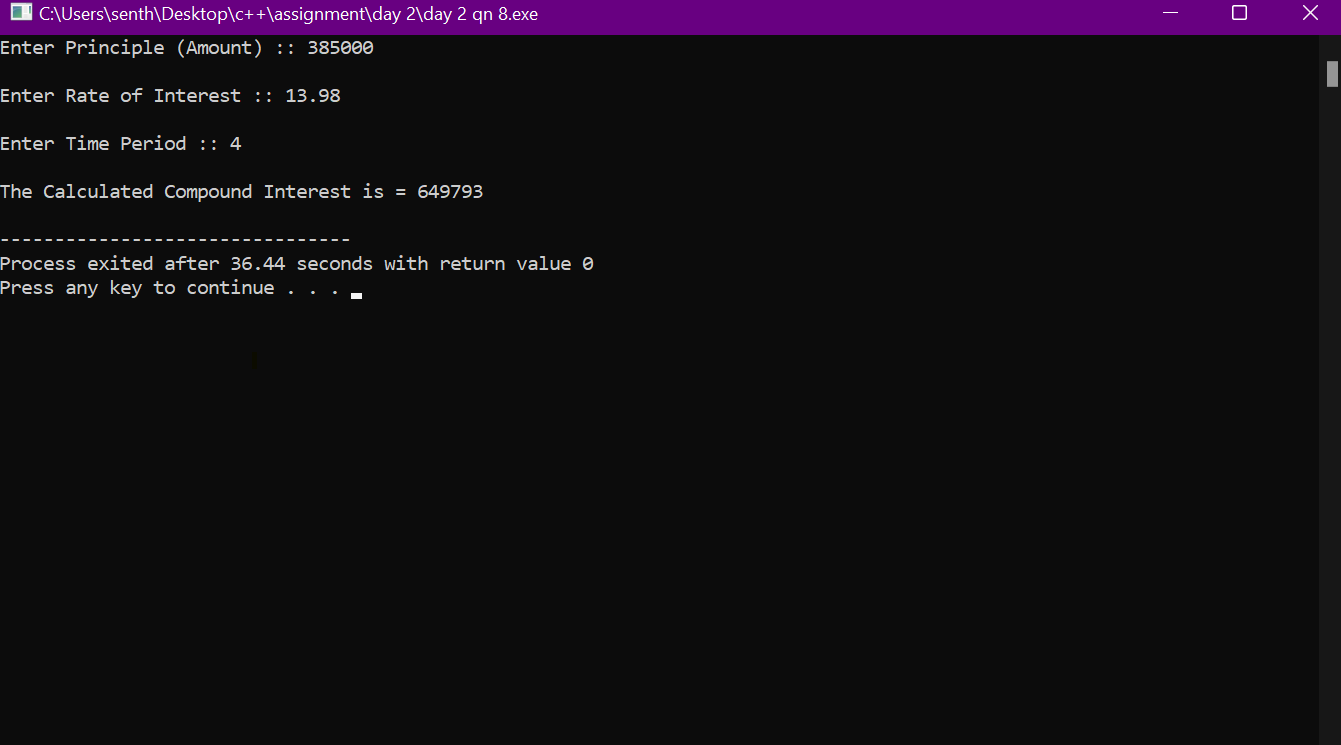 C:\Users\senth\Desktop\c++\assignment\day 2\day 2 qn 8.exe
Enter Principle (Amount) :: 385000
Enter Rate of Interest :: 13.98
Enter Time Period :: 4
The Calculated Compound Interest is = 649793
--------------------------------
Process exited after 36.44 seconds with return value 0
Press any key to continue . . .